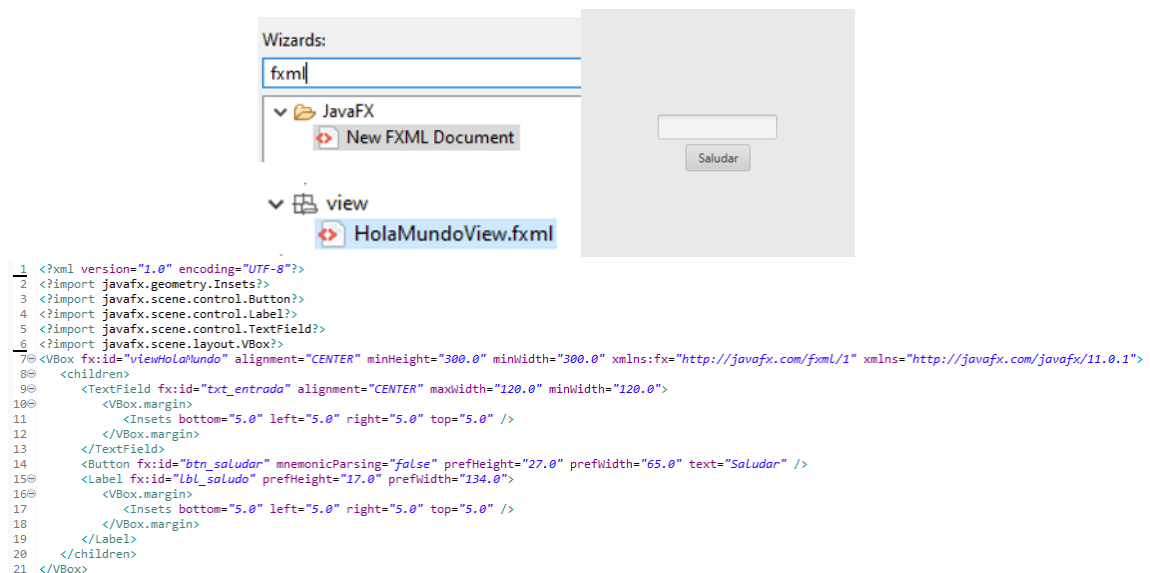 Wizards:
fxml
JavaFX
New FXML Document
view
HolaMundoView.fxml
Saludar
1 <?xml version="1.0" encoding="UTF-8"?>
2 <?import javafx.geometry.Insets?>
3 <?import javafx.scene.control.Button?>
4 <?import javafx.scene.control.Label?>
5 <?import javafx.scene.control.TextField?>
6 <?import javafx.scene.layout.VBox?>
7 <VBox fx:id="viewHolaMundo" alignment="CENTER" minHeight="300.0" minWidth="300.0" xmlns:fx="http://javafx.com/fxml/1" xmlns="http://javafx.com/javafx/11.0.1">
8 <children>
9 <TextField fx:id="txt_entrada" alignment="CENTER" maxWidth="120.0" minWidth="120.0">
10 <VBox.margin>
11 <Insets bottom="5.0" left="5.0" right="5.0" top="5.0" />
12 </VBox.margin>
13 </TextField>
14 <Button fx:id="btn_saludar" mnemonicParsing="false" prefHeight="27.0" prefWidth="65.0" text="Saludar" />
15 <Label fx:id="lbl_saludo" prefHeight="17.0" prefWidth="134.0">
16 <VBox.margin>
17 <Insets bottom="5.0" left="5.0" right="5.0" top="5.0" />
18 </VBox.margin>
19 </Label>
20 </children>
21 </VBox>